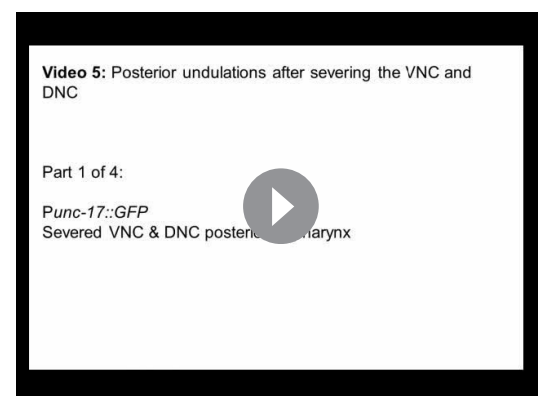 Video 5: Posterior undulations after severing the VNC and
DNC
Part 1 of 4:
Punc-17::GFP
Severed VNC & DNC